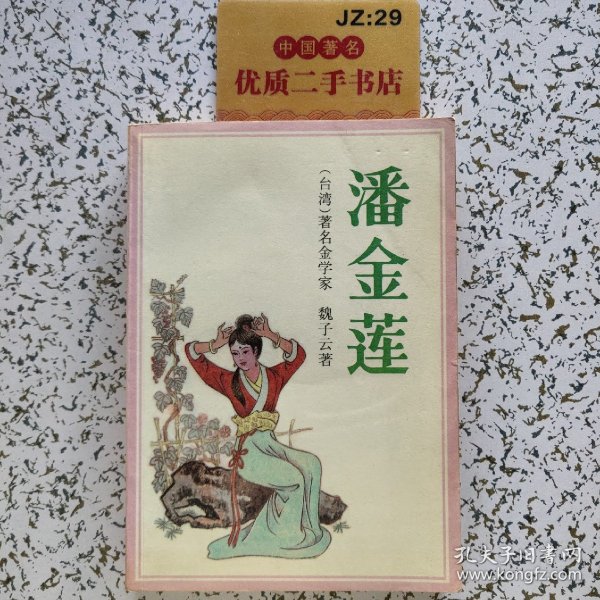 JZ:29
中国著名
优质二手书店
潘金莲
（台湾）著名金学家　魏子云著
孔夫子旧书网
www.kongfz.com